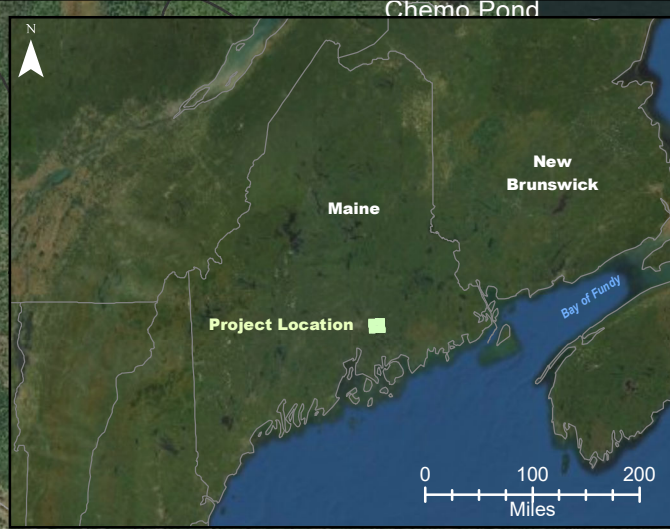 Chemo Pond
N
New
Brunswick
Maine
Bay of Fundy
Project Location
0 100 200
Miles